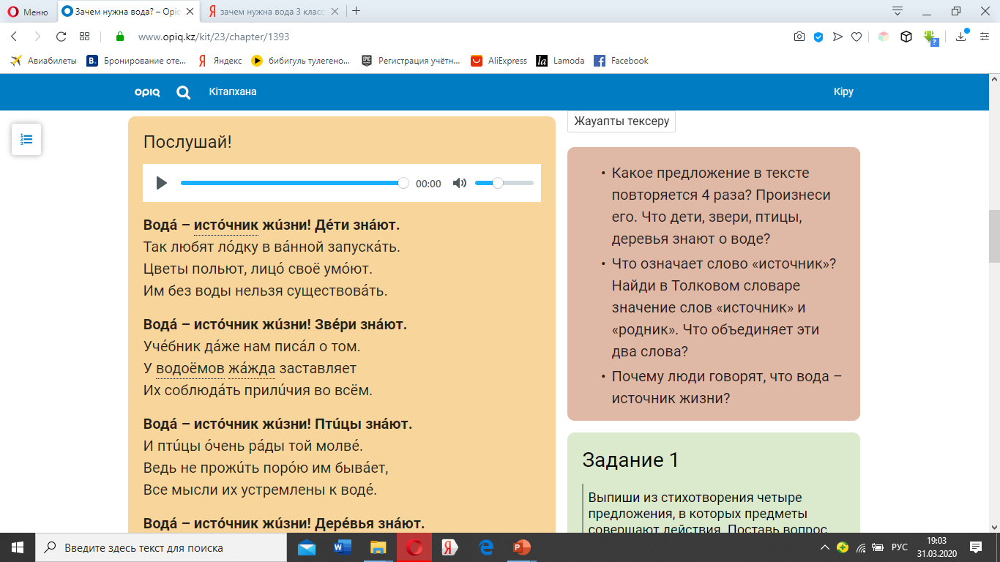 Меню
Зачем нужна вода? – Opiq
зачем нужна вода 3 класс
www.opiq.kz/kit/23/chapter/1393
Авиабилеты
B. Бронирование оте...
Яндекс
бибигуль тулегено...
Регистрация учётн...
AliExpress
la Lamoda
Facebook
opiq
Кітапхана
Кіру
Послушай!
00:00
Вода́ – исто́чник жи́зни! Де́ти зна́ют.
Так любят ло́дку в ва́нной запуска́ть.
Цветы польют, лицо́ своё умо́ют.
Им без воды нельзя существова́ть.
Вода́ – исто́чник жи́зни! Зве́ри зна́ют.
Уче́бник да́же нам писа́л о том.
У водоёмов жа́жда заставляет
Их соблюда́ть прили́чия во всём.
Вода́ – исто́чник жи́зни! Пти́цы зна́ют.
И пти́цы о́чень ра́ды той молве́.
Ведь не прожи́ть поро́ю им быва́ет,
Все мысли их устремлены к воде́.
Вода́ – исто́чник жи́зни! Дере́вья зна́ют.
Жауапты тексеру
• Какое предложение в тексте
повторяется 4 раза? Произнеси
его. Что дети, звери, птицы,
деревья знают о воде?
• Что означает слово «источник»?
Найди в Толковом словаре
значение слов «источник» и
«родник». Что объединяет эти
два слова?
• Почему люди говорят, что вода –
источник жизни?
Задание 1
Выпиши из стихотворения четыре
предложения, в которых предметы
совершают действия. Поставь вопрос
Введите здесь текст для поиска
РУС
19:03
31.03.2020